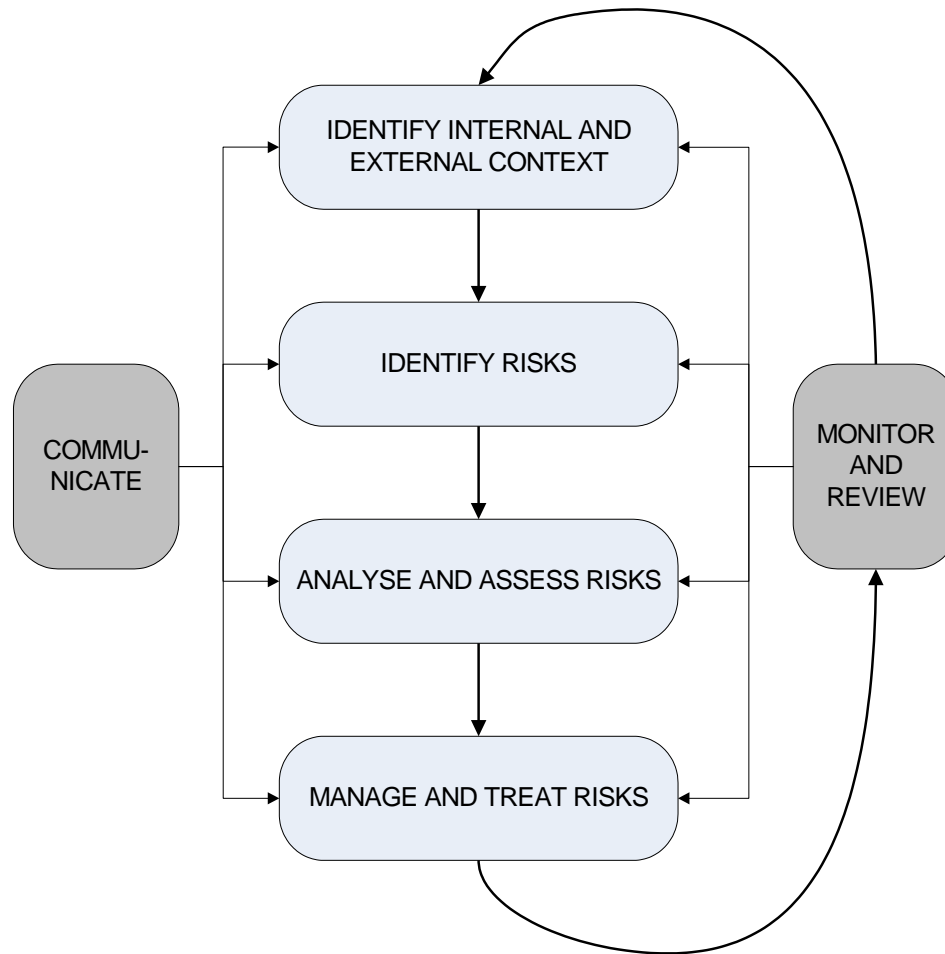 IDENTIFY INTERNAL AND
EXTERNAL CONTEXT
IDENTIFY RISKS
COMMU-
NICATE
MONITOR
AND
REVIEW
ANALYSE AND ASSESS RISKS
MANAGE AND TREAT RISKS